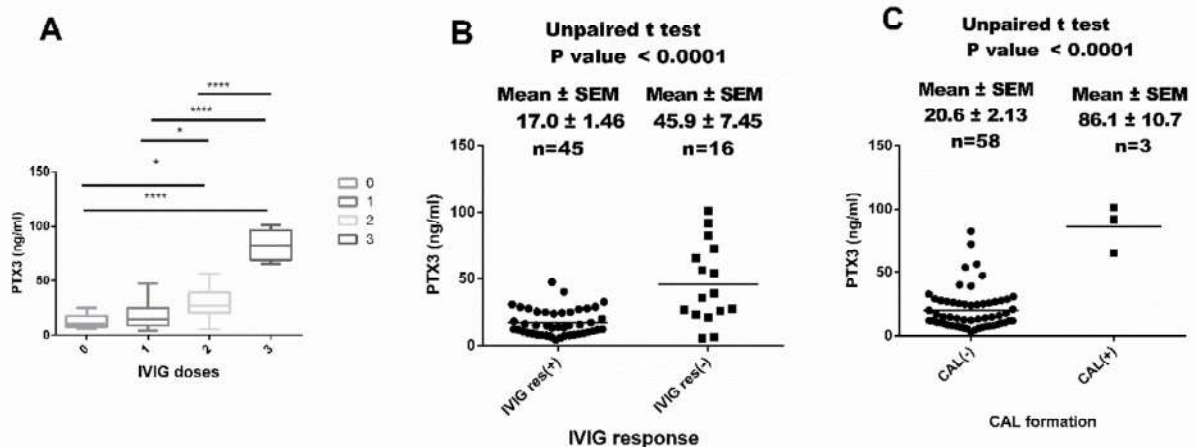 A
****
****
*
*
****
150
100
50
0
PTX3 (ng/ml)
0
1
2
3
IVIG doses
0
1
2
3
B
Unpaired t test
P value < 0.0001
Mean ± SEM
17.0 ± 1.46
n=45
Mean ± SEM
45.9 ± 7.45
n=16
150
100
50
0
PTX3 (ng/ml)
IVIG res(+)
IVIG res(-)
IVIG response
C
Unpaired t test
P value < 0.0001
Mean ± SEM
20.6 ± 2.13
n=58
Mean ± SEM
86.1 ± 10.7
n=3
150
100
50
0
PTX3 (ng/ml)
CAL(-)
CAL(+)
CAL formation